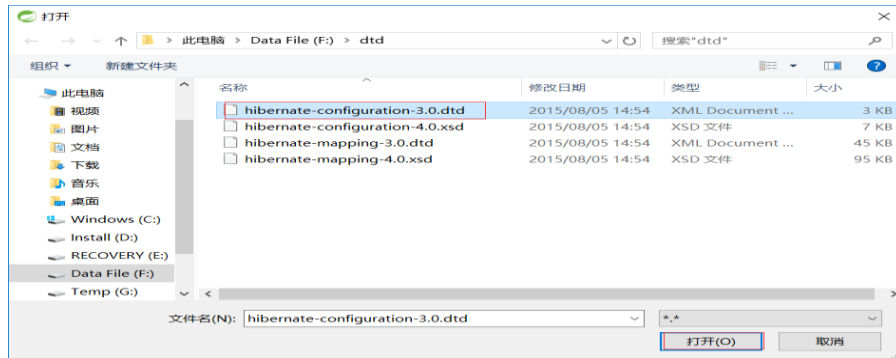 打开
此电脑 > Data File (F:) > dtd
搜索"dtd"
组织
新建文件夹
名称 修改日期 类型 大小
此电脑
视频
图片
文档
下载
音乐
桌面
Windows (C:)
Install (D:)
RECOVERY (E:)
Data File (F:)
Temp (G:)
hibernate-configuration-3.0.dtd 2015/08/05 14:54 XML Document ... 3 KB
hibernate-configuration-4.0.xsd 2015/08/05 14:54 XSD 文件 7 KB
hibernate-mapping-3.0.dtd 2015/08/05 14:54 XML Document ... 45 KB
hibernate-mapping-4.0.xsd 2015/08/05 14:54 XSD 文件 95 KB
文件名(N): hibernate-configuration-3.0.dtd *.*
打开(O) 取消